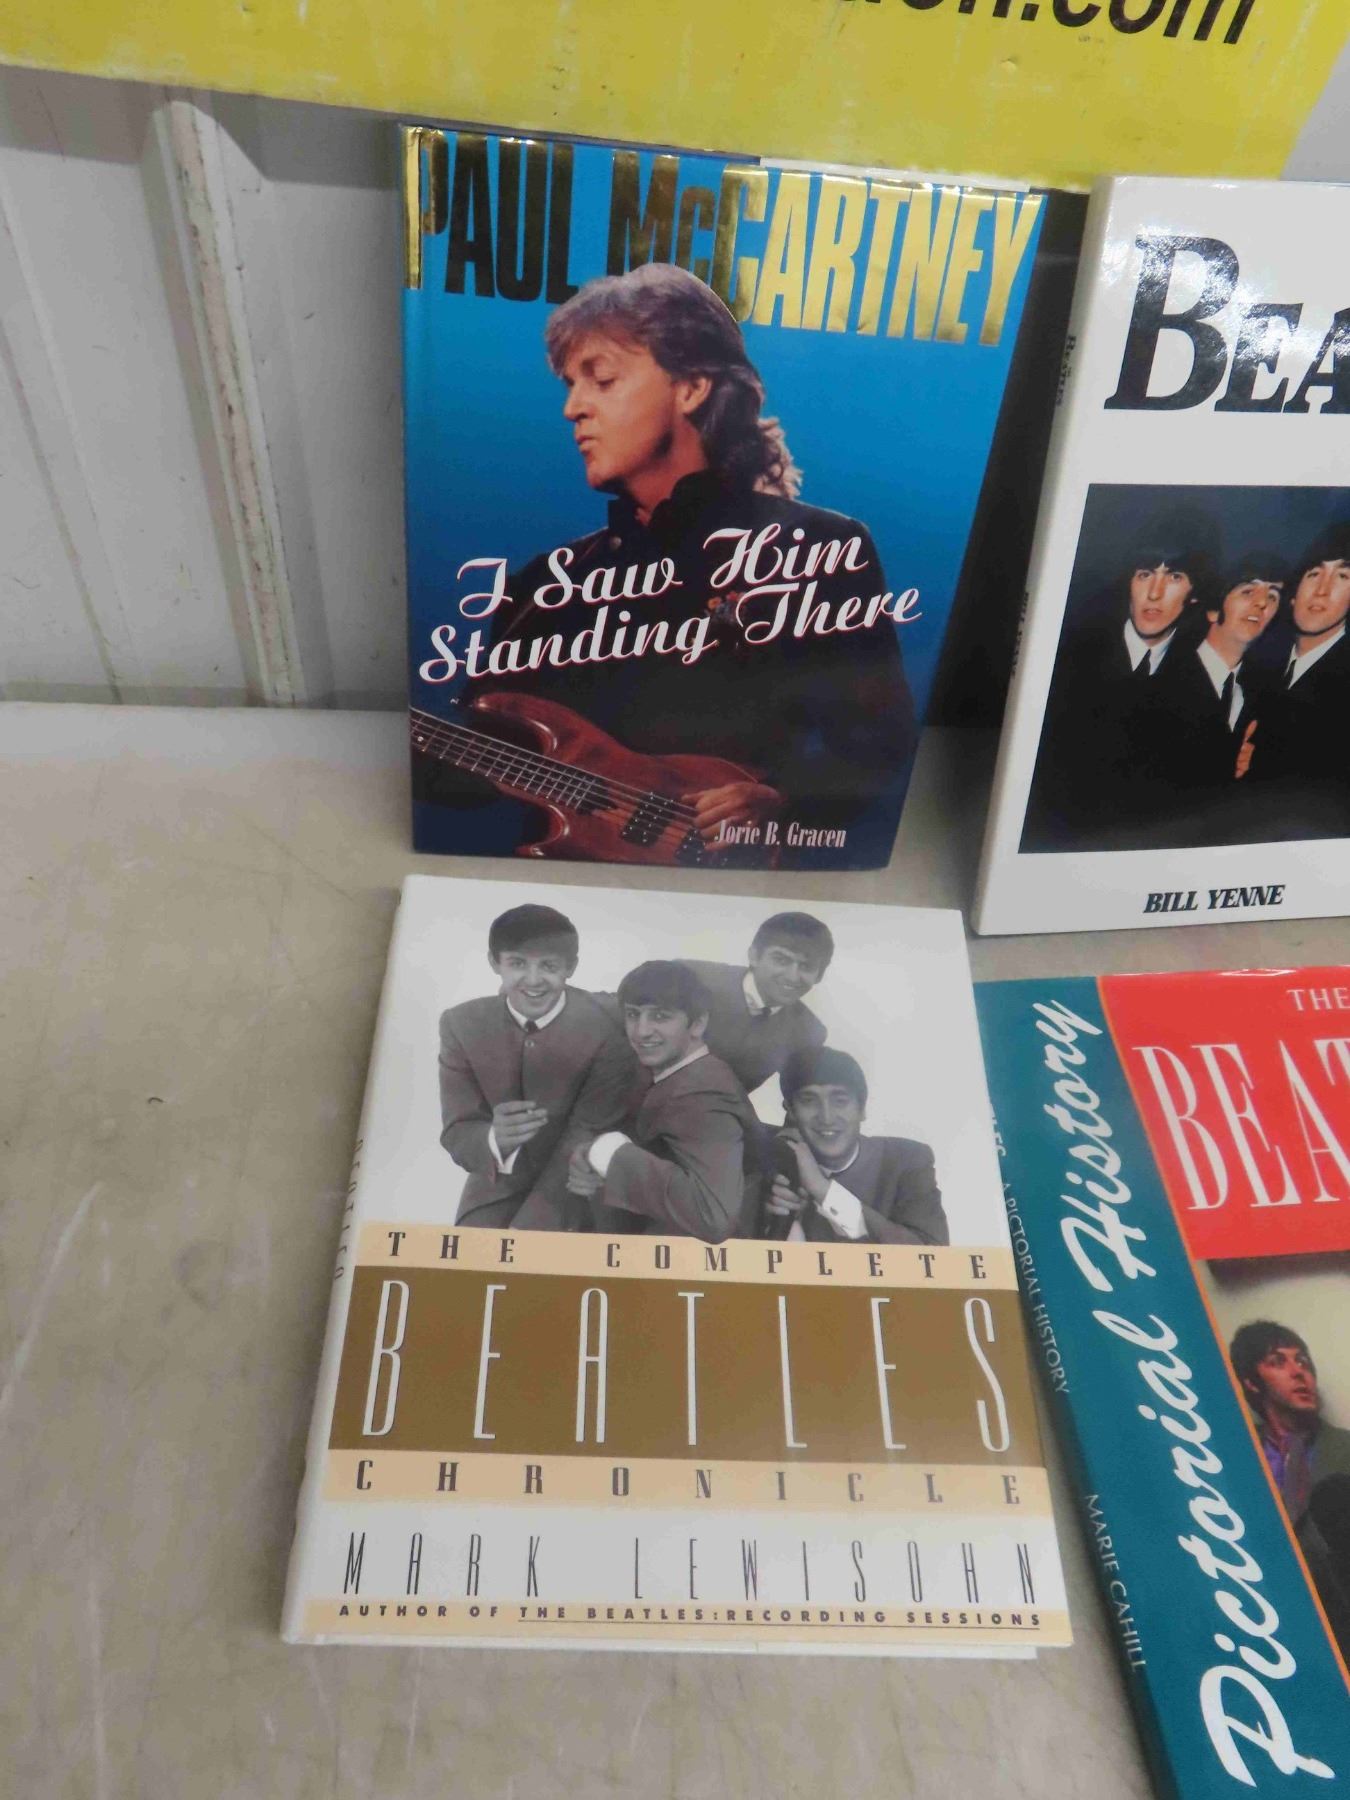 .com
PAUL McCARTNEY
I Saw Him
Standing There
Jorie B. Gracen
BEA
BEATLES
BILL YENNE
THE COMPLETE
BEATLES
CHRONICLE
MARK LEWISOHN
AUTHOR OF THE BEATLES: RECORDING SESSIONS
THE
BEAT
Pictorial History
A PICTORIAL HISTORY
MARIE CAHILL